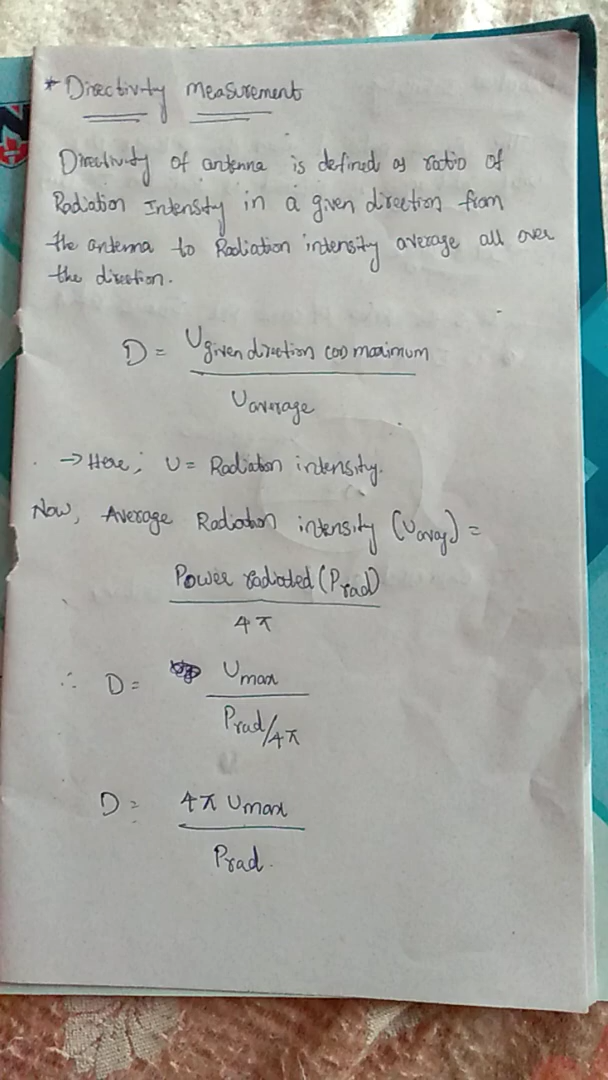 * Directivity Measurement
Directivity of antenna is defined as ratio of
Radiation Intensity in a given direction from
the antenna to Radiation intensity average all over
the direction.
D = U given direction (or) maximum
U average
→ Here, U = Radiation intensity.
Now, Average Radiation intensity (Uavg) =
Power radiated (Prad)
4π
∴ D = Umax
Prad/4π
D = 4π Umax
Prad.